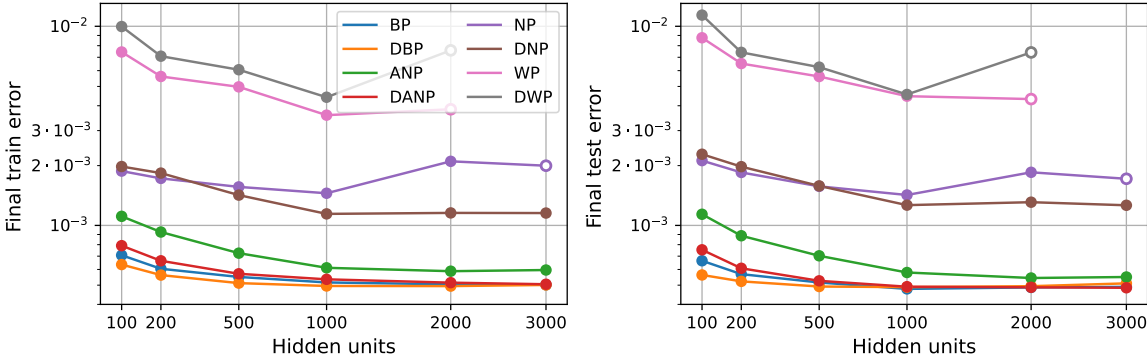 10⁻²
3·10⁻³
2·10⁻³
10⁻³
Final train error
BP
DBP
ANP
DANP
NP
DNP
WP
DWP
100 200 500 1000 2000 3000
Hidden units
10⁻²
3·10⁻³
2·10⁻³
10⁻³
Final test error
100 200 500 1000 2000 3000
Hidden units